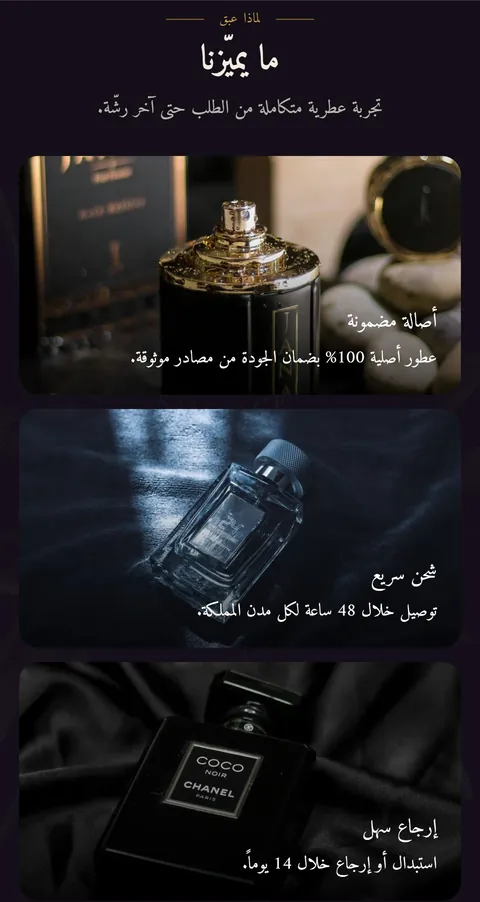 لماذا عبق
ما يميّزنا
تجربة عطرية متكاملة من الطلب حتى آخر رشّة.
أصالة مضمونة
عطور أصلية 100% بضمان الجودة من مصادر موثوقة.
شحن سريع
توصيل خلال 48 ساعة لكل مدن المملكة.
COCO
NOIR
CHANEL
PARIS
إرجاع سهل
استبدال أو إرجاع خلال 14 يوماً.